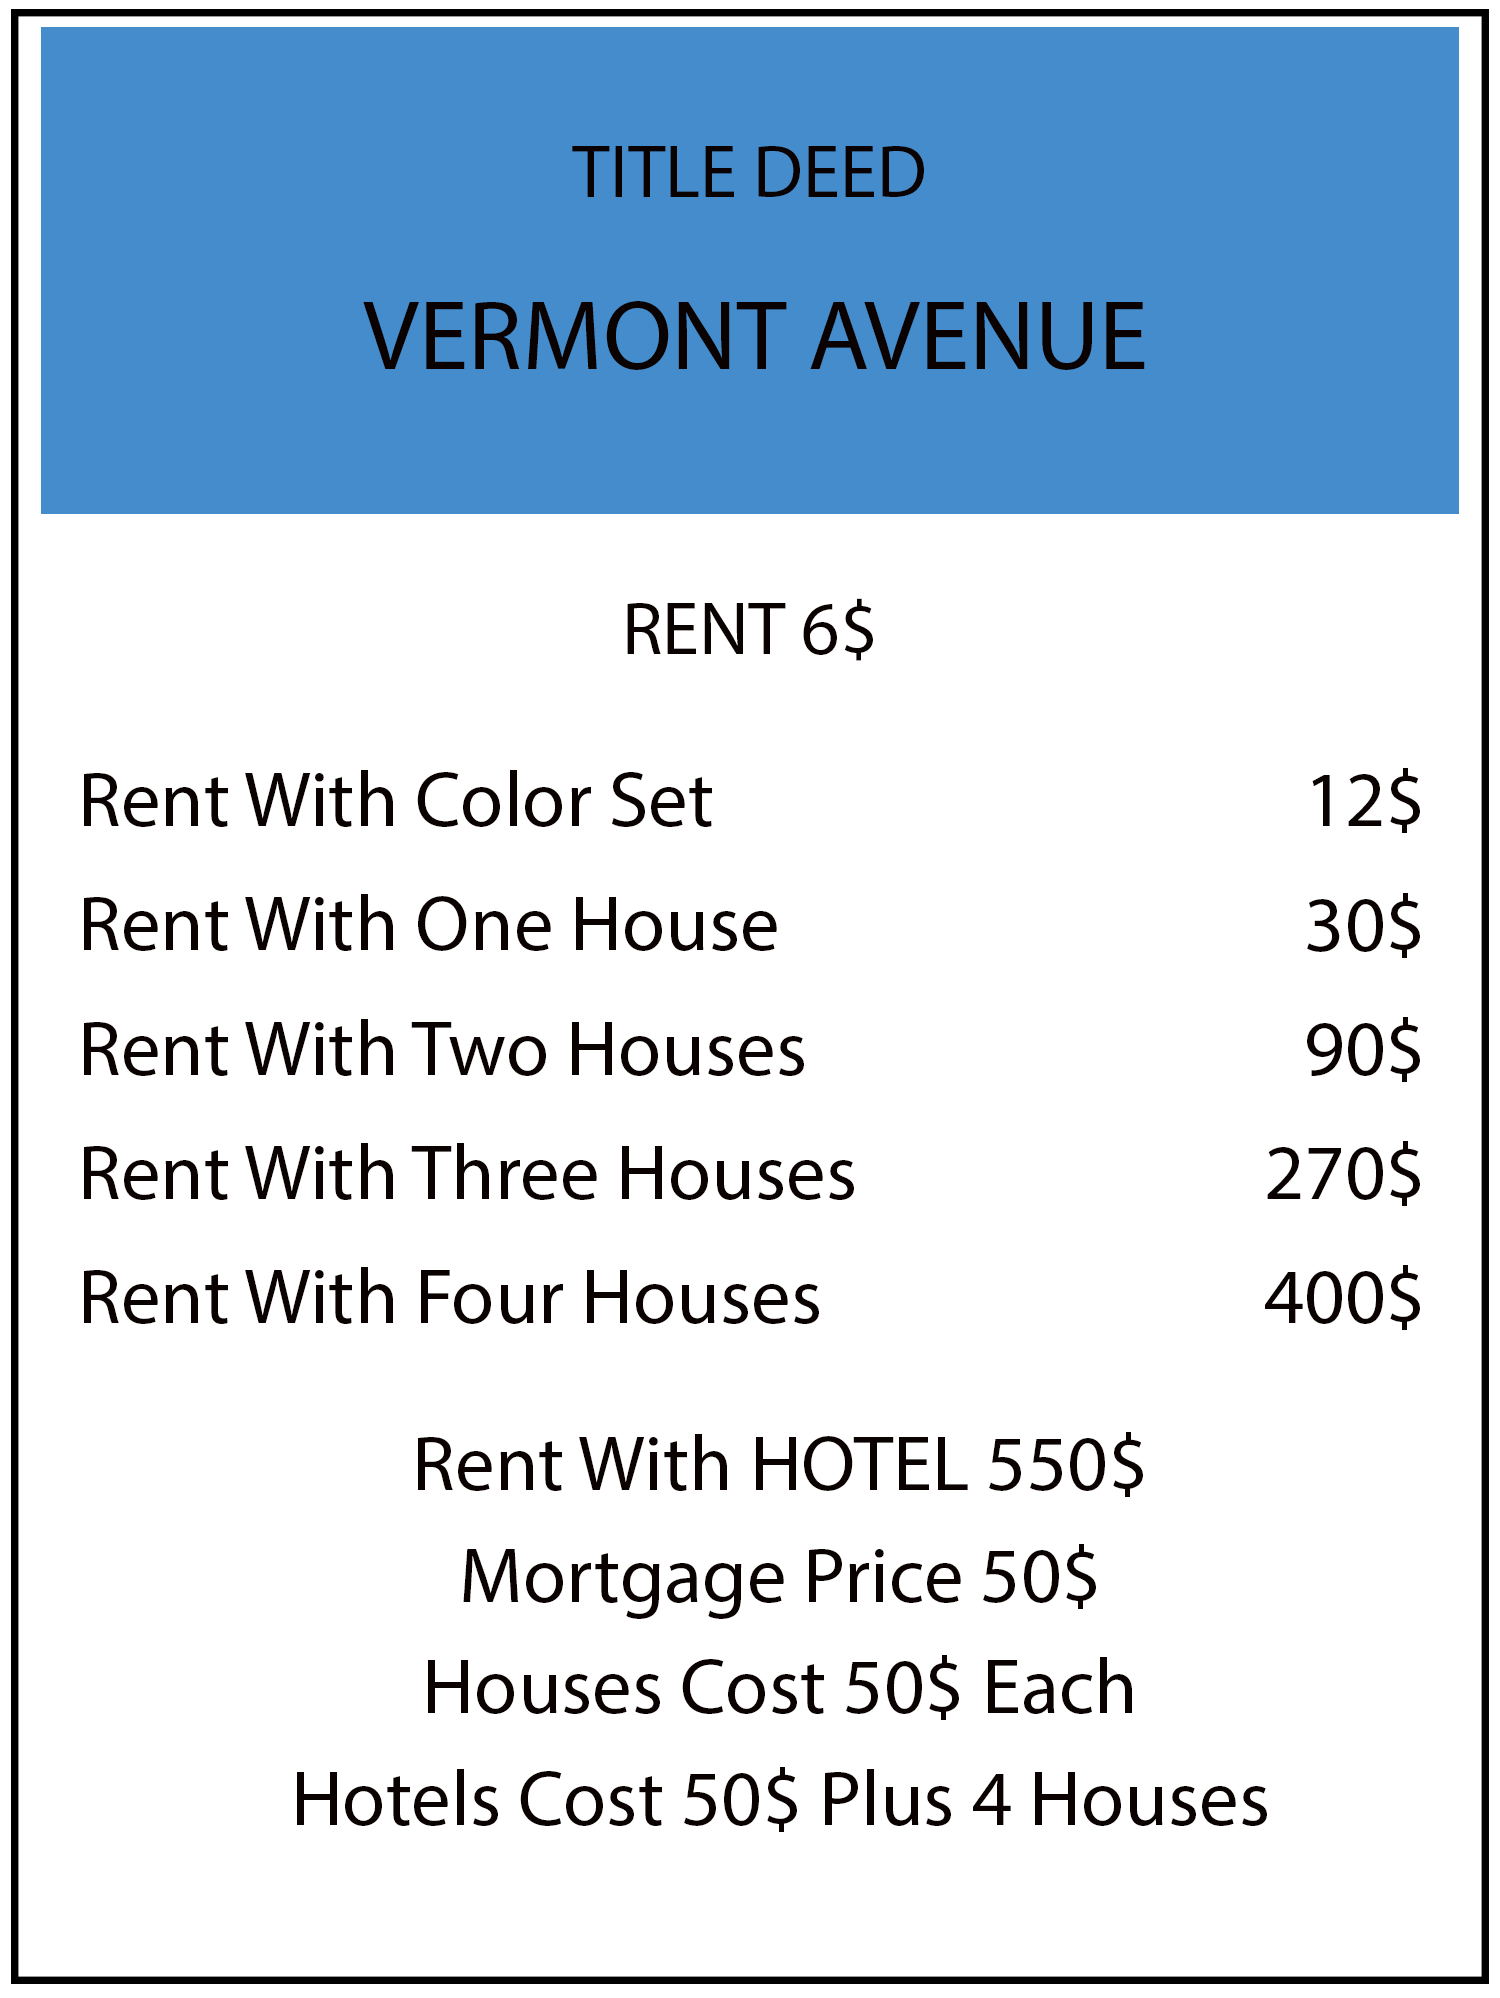 TITLE DEED
VERMONT AVENUE
RENT 6$
Rent With Color Set 12$
Rent With One House 30$
Rent With Two Houses 90$
Rent With Three Houses 270$
Rent With Four Houses 400$
Rent With HOTEL 550$
Mortgage Price 50$
Houses Cost 50$ Each
Hotels Cost 50$ Plus 4 Houses